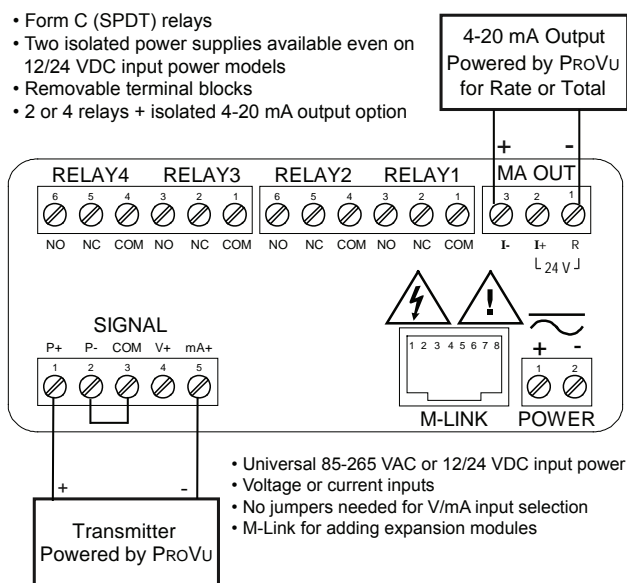 • Form C (SPDT) relays
• Two isolated power supplies available even on
12/24 VDC input power models
• Removable terminal blocks
• 2 or 4 relays + isolated 4-20 mA output option
4-20 mA Output
Powered by PROVU
for Rate or Total
+ -
RELAY4 RELAY3 RELAY2 RELAY1 MA OUT
6 5 4 3 2 1 6 5 4 3 2 1 3 2 1
NO NC COM NO NC COM NO NC COM NO NC COM I- I+ R
24 V
SIGNAL
P+ P- COM V+ mA+
1 2 3 4 5
1 2 3 4 5 6 7 8
M-LINK
+ -
1 2
POWER
+ -
Transmitter
Powered by PROVU
• Universal 85-265 VAC or 12/24 VDC input power
• Voltage or current inputs
• No jumpers needed for V/mA input selection
• M-Link for adding expansion modules